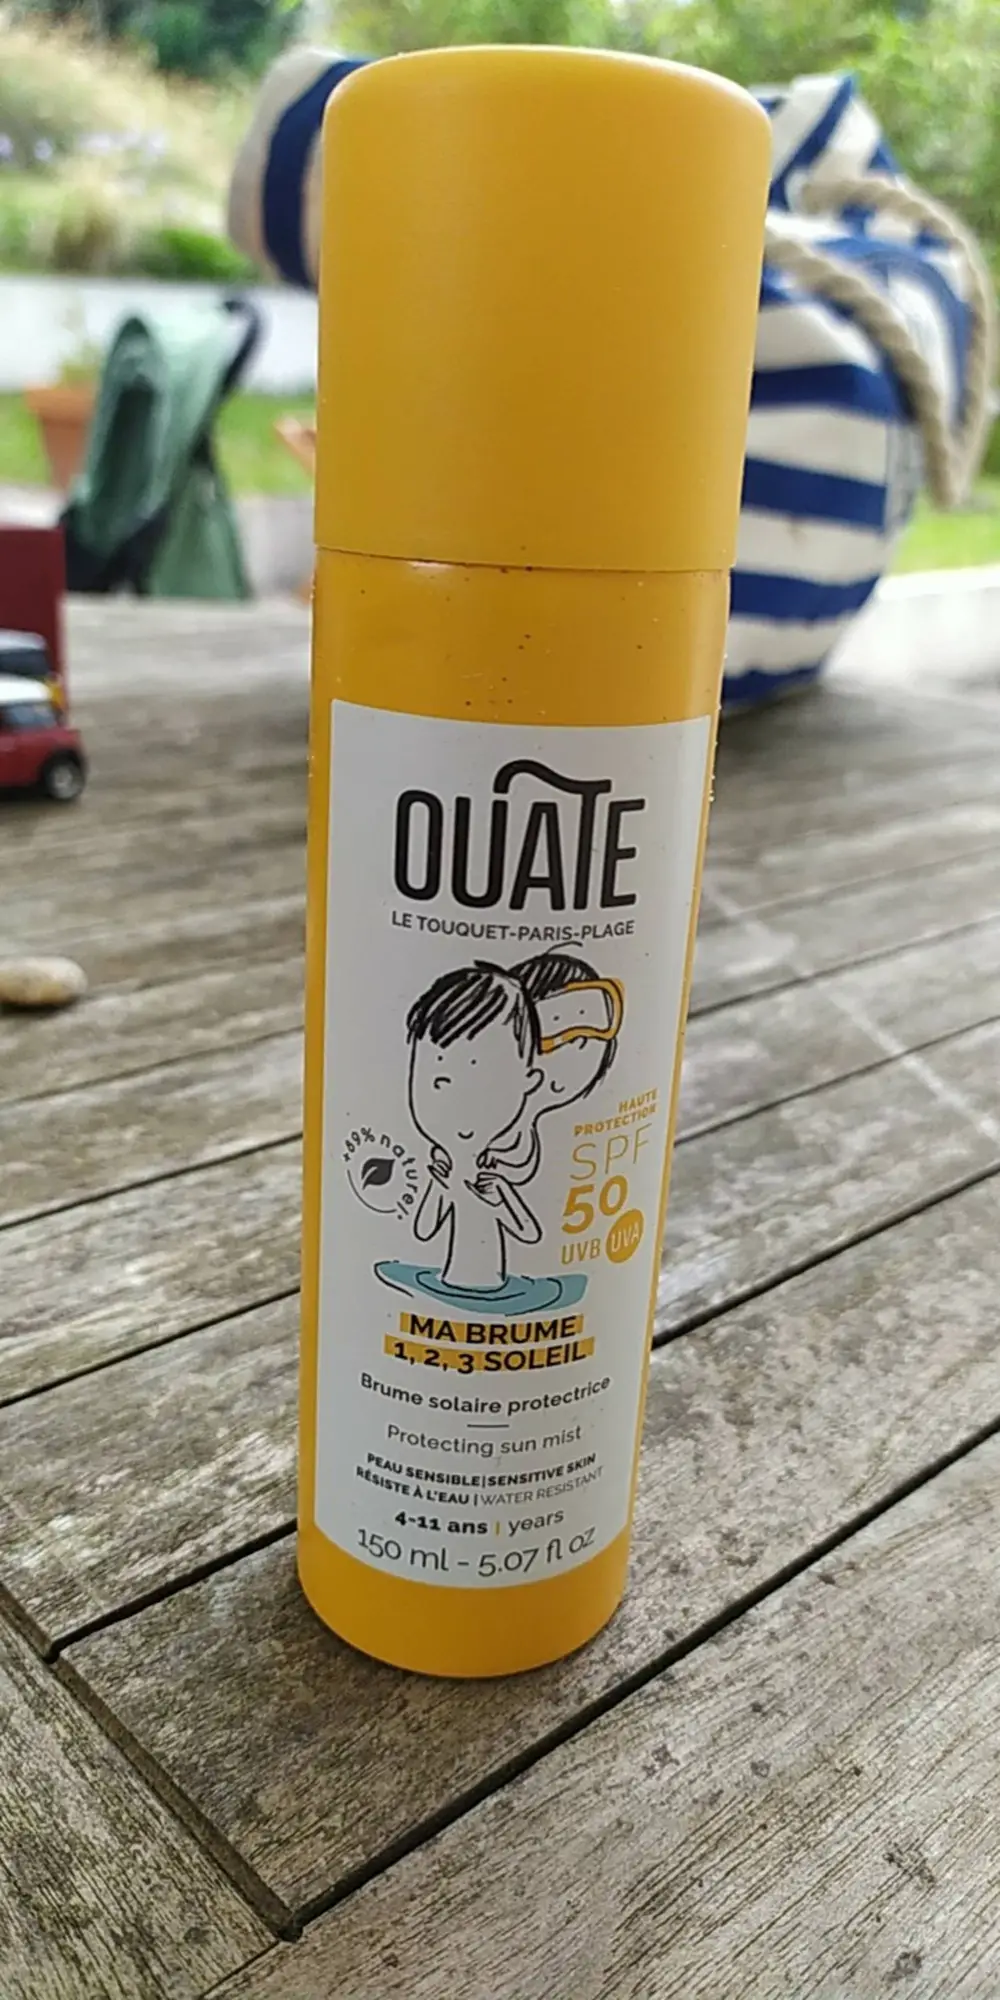 OUATE
LE TOUQUET-PARIS-PLAGE
HAUTE
PROTECTION
SPF
50
UVB UVA
+89% naturel
MA BRUME
1, 2, 3 SOLEIL
Brume solaire protectrice
Protecting sun mist
PEAU SENSIBLE|SENSITIVE SKIN
RÉSISTE À L'EAU | WATER RESISTANT
4-11 ans | years
150 ml - 5.07 fl oz